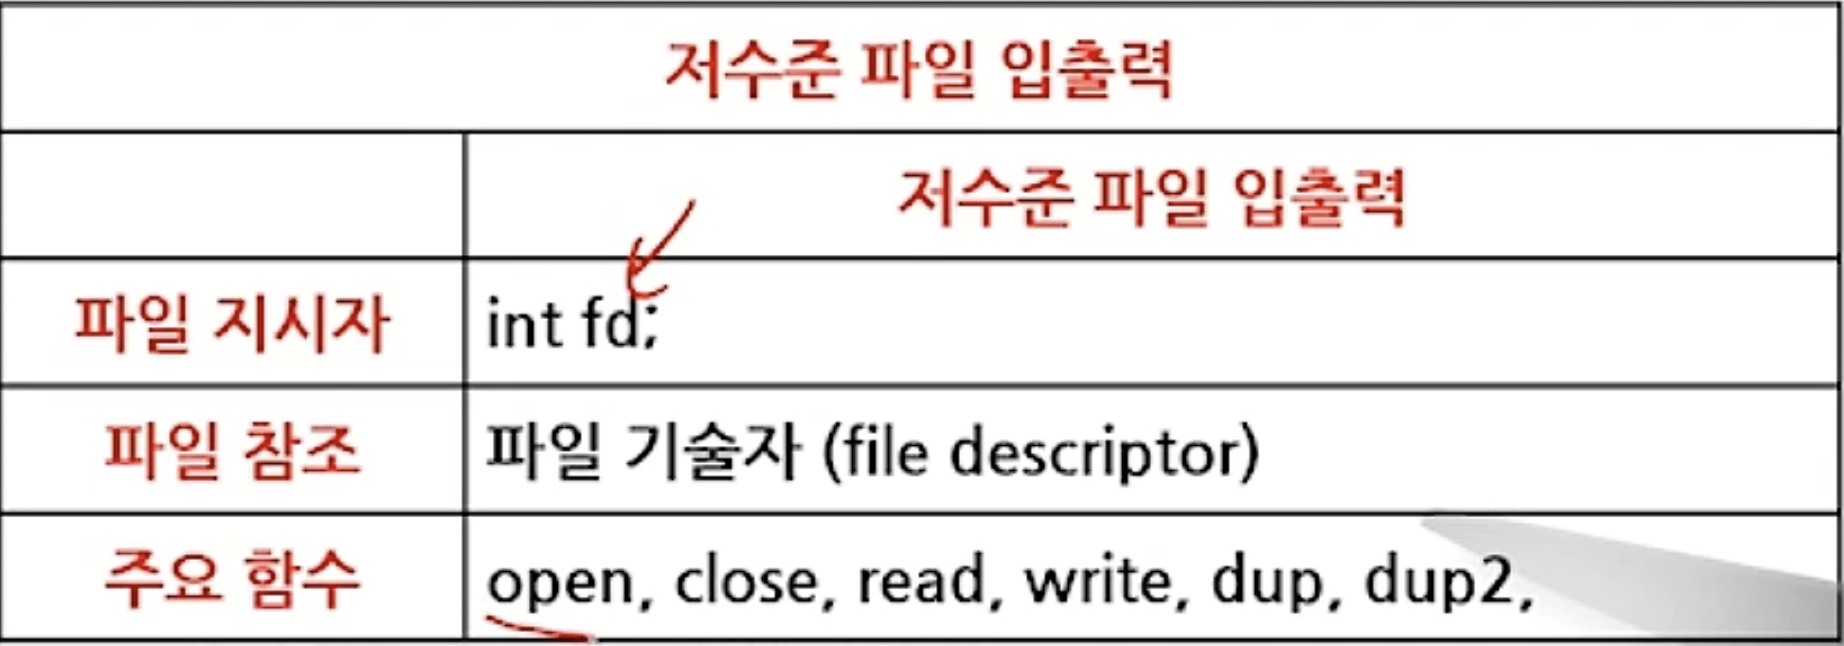 저수준 파일 입출력
저수준 파일 입출력
파일 지시자 int fd;
파일 참조 파일 기술자 (file descriptor)
주요 함수 open, close, read, write, dup, dup2,